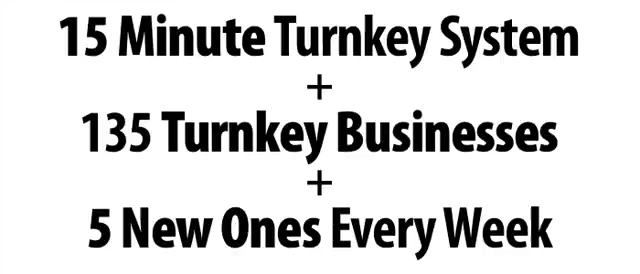 15 Minute Turnkey System
+
135 Turnkey Businesses
+
5 New Ones Every Week